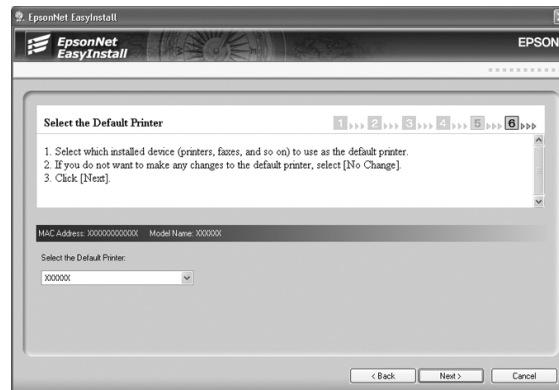 EpsonNet EasyInstall
EpsonNet
EasyInstall
EPSON
Select the Default Printer
1 2 3 4 5 6
1. Select which installed device (printers, faxes, and so on) to use as the default printer.
2. If you do not want to make any changes to the default printer, select [No Change].
3. Click [Next].
MAC Address: XXXXXXXXXXXX Model Name: XXXXXX
Select the Default Printer:
XXXXXX
< Back
Next >
Cancel